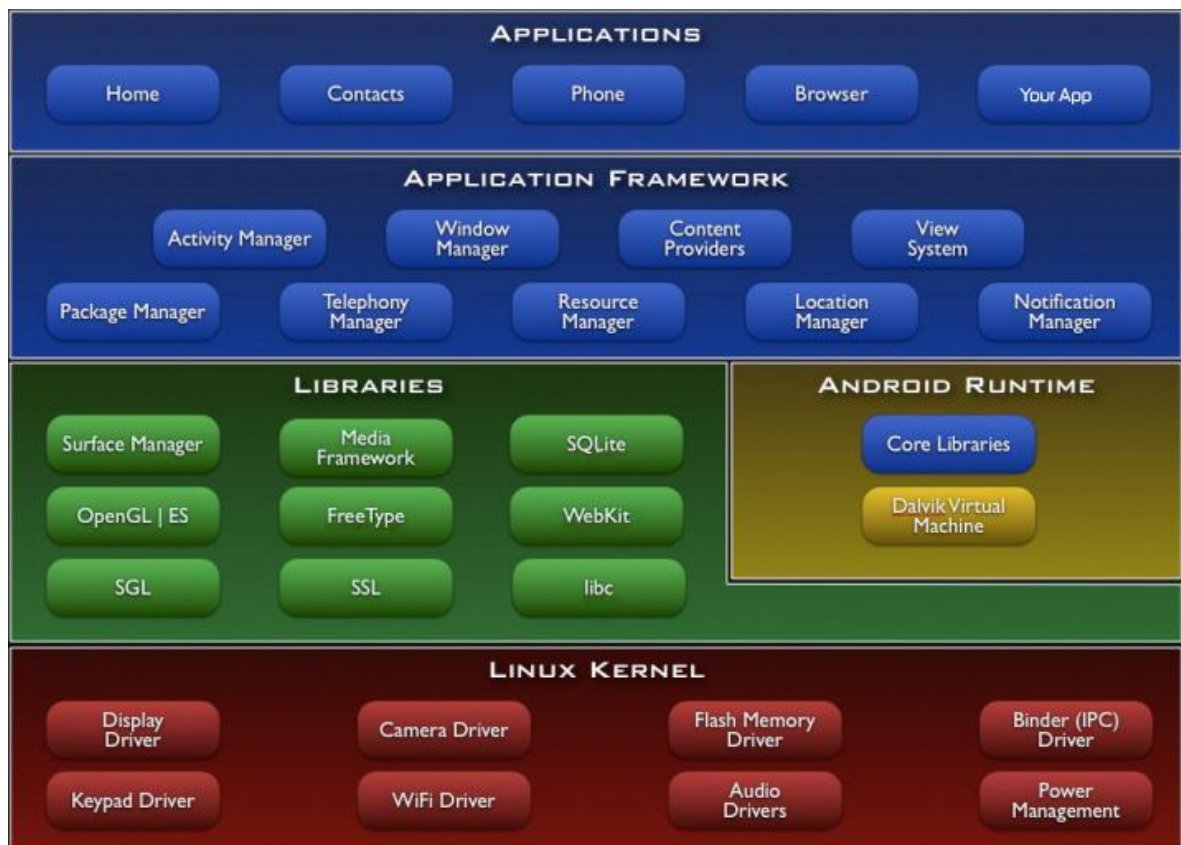 APPLICATIONS
Home
Contacts
Phone
Browser
Your App
APPLICATION FRAMEWORK
Activity Manager
Window
Manager
Content
Providers
View
System
Package Manager
Telephony
Manager
Resource
Manager
Location
Manager
Notification
Manager
LIBRARIES
Surface Manager
Media
Framework
SQLite
OpenGL | ES
FreeType
WebKit
SGL
SSL
libc
ANDROID RUNTIME
Core Libraries
Dalvik Virtual
Machine
LINUX KERNEL
Display
Driver
Camera Driver
Flash Memory
Driver
Binder (IPC)
Driver
Keypad Driver
WiFi Driver
Audio
Drivers
Power
Management